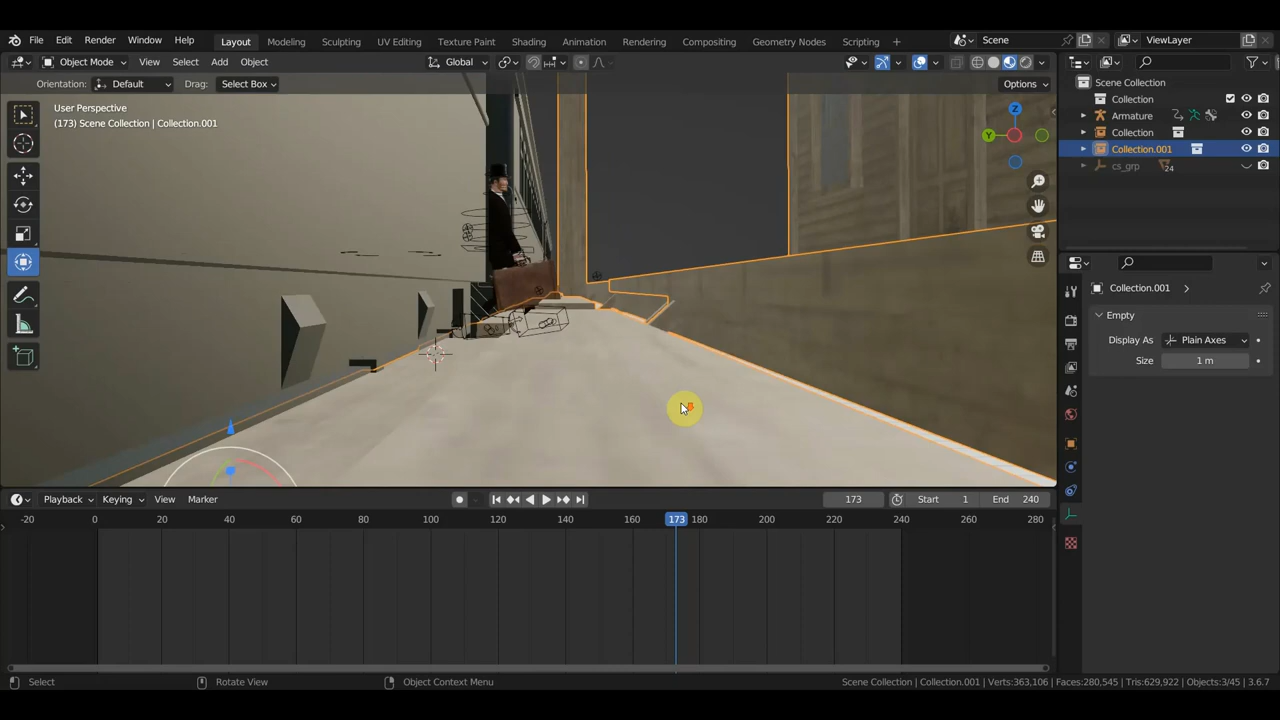 File Edit Render Window Help Layout Modeling Sculpting UV Editing Texture Paint Shading Animation Rendering Compositing Geometry Nodes Scripting + Scene ViewLayer
Object Mode View Select Add Object Global
Orientation: Default Drag: Select Box Options
User Perspective
(173) Scene Collection | Collection.001
Z
Y
Scene Collection
Collection
Armature
Collection
Collection.001
cs_grp 24
Collection.001
Empty
Display As Plain Axes
Size 1 m
Playback Keying View Marker 173 Start 1 End 240
-20 0 20 40 60 80 100 120 140 160 173 180 200 220 240 260 280
Select Rotate View Object Context Menu Scene Collection | Collection.001 | Verts:363,106 | Faces:280,545 | Tris:629,922 | Objects:3/45 | 3.6.7